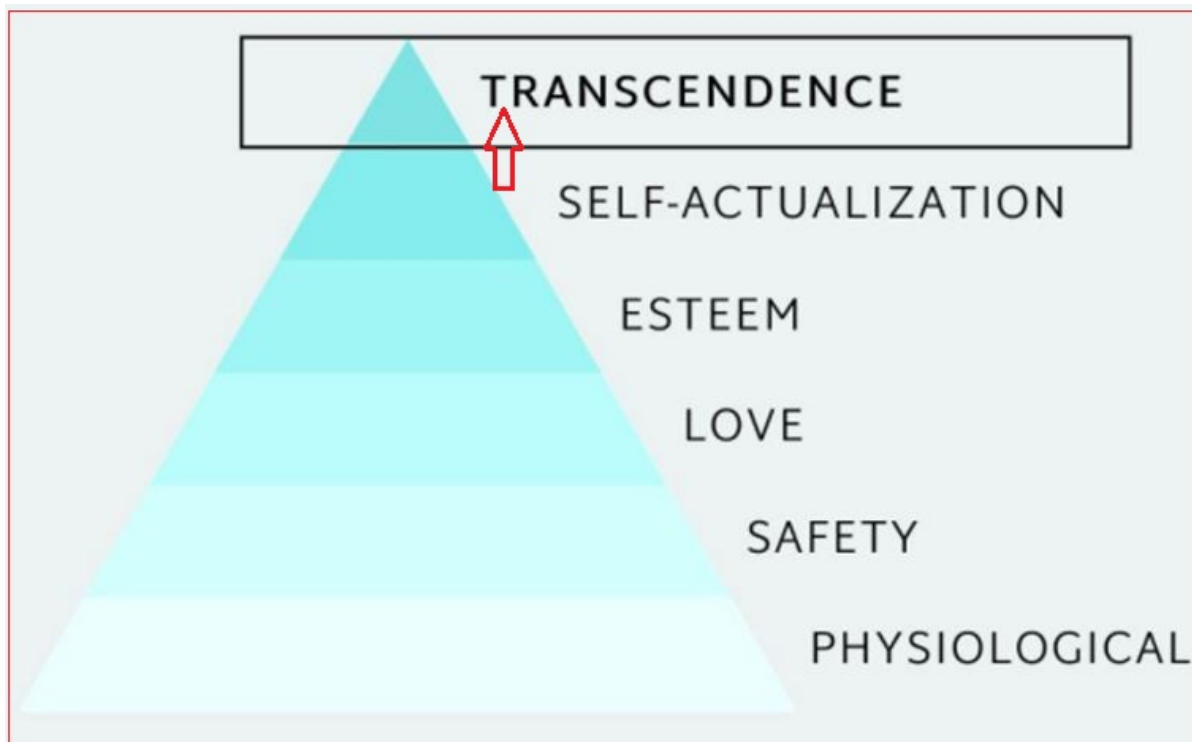 TRANSCENDENCE
SELF-ACTUALIZATION
ESTEEM
LOVE
SAFETY
PHYSIOLOGICAL